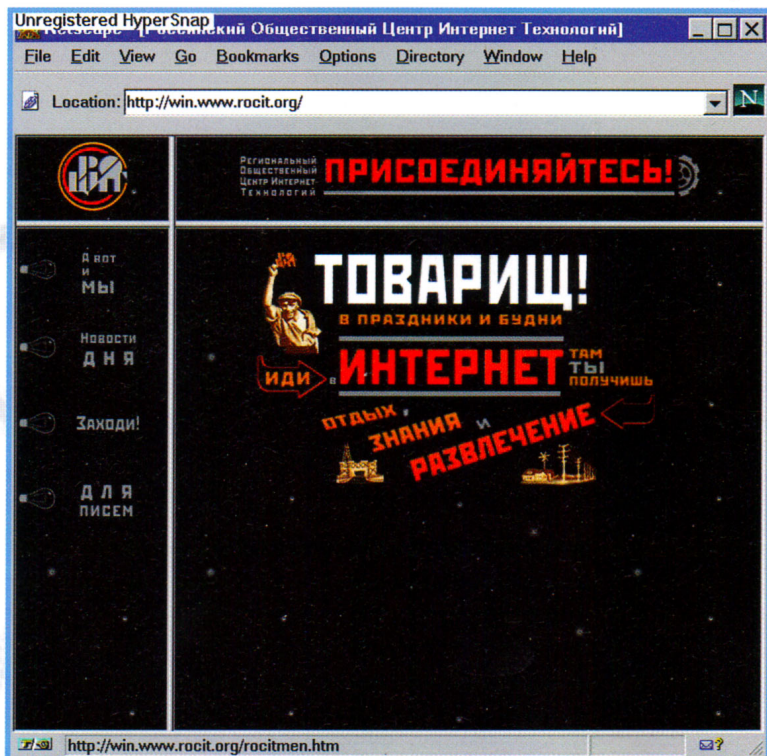 Unregistered HyperSnap
Netscape - [Российский Общественный Центр Интернет Технологий]
File Edit View Go Bookmarks Options Directory Window Help
Location: http://win.www.rocit.org/
N
Региональный
Общественный
Центр Интернет-
Технологий
ПРИСОЕДИНЯЙТЕСЬ!
А вот
и
мы
Новости
дня
Заходи!
для
писем
ТОВАРИЩ!
В ПРАЗДНИКИ И БУДНИ
ИДИ в ИНТЕРНЕТ
ТАМ
ТЫ
ПОЛУЧИШЬ
ОТДЫХ,
ЗНАНИЯ и
РАЗВЛЕЧЕНИЕ
http://win.www.rocit.org/rocitmen.htm